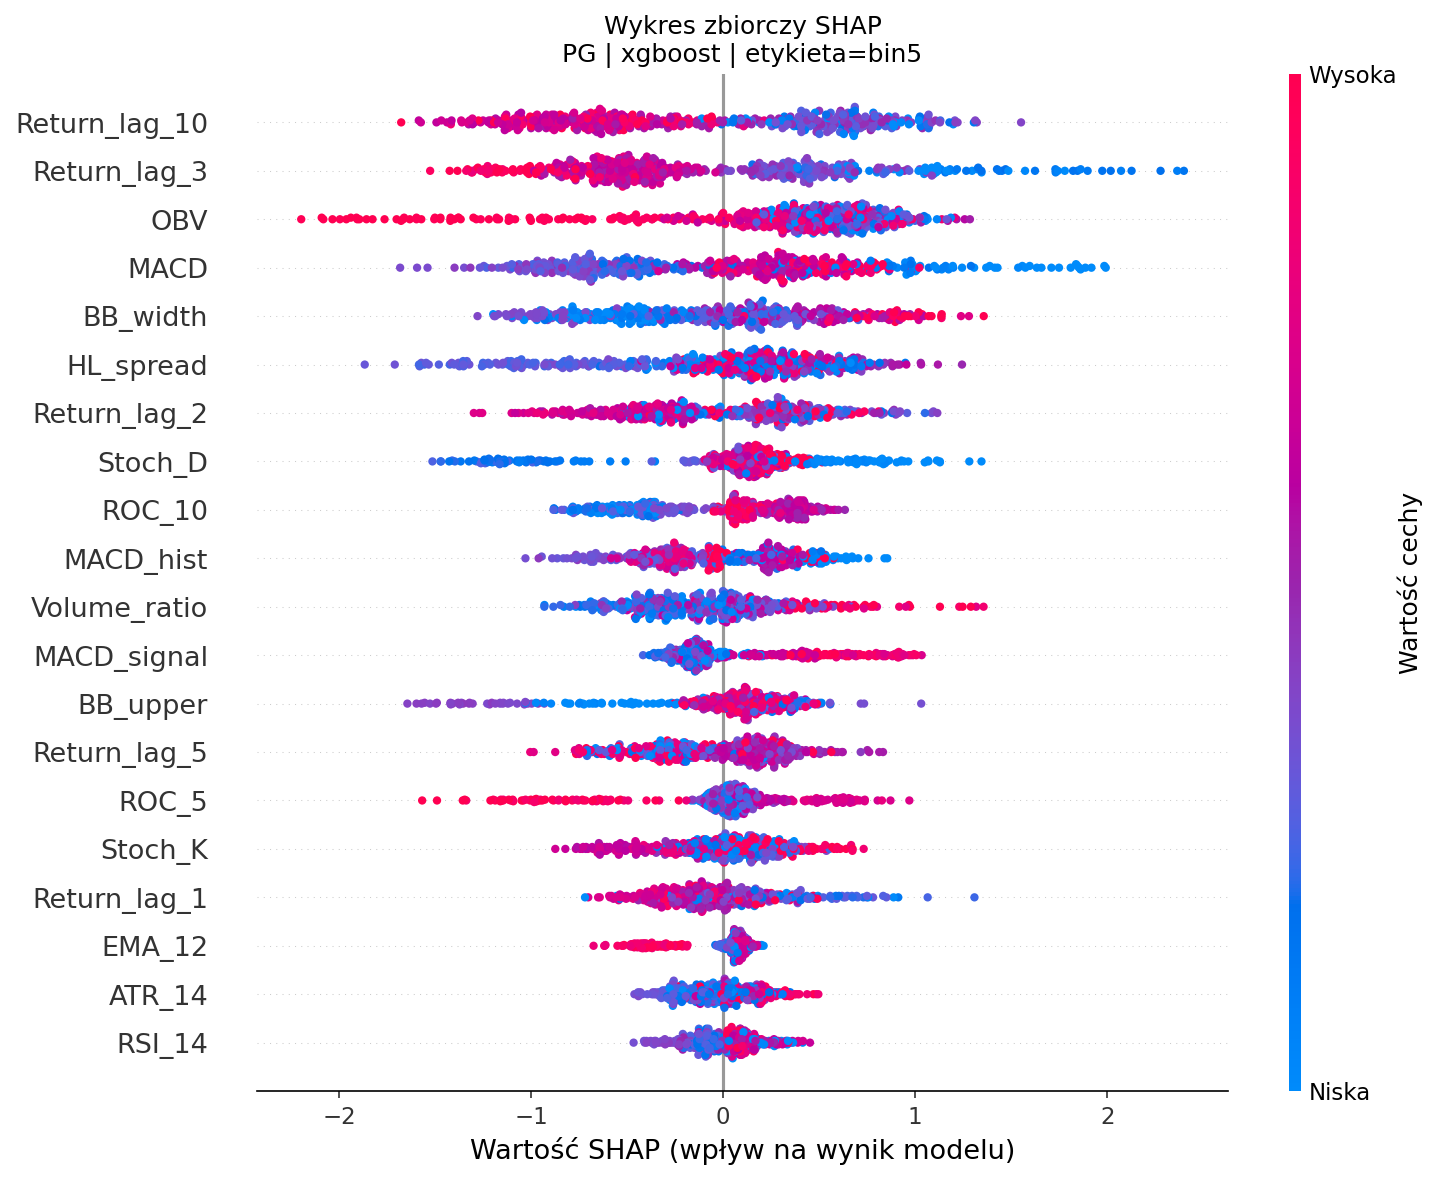 Wykres zbiorczy SHAP
PG | xgboost | etykieta=bin5
Return_lag_10
Return_lag_3
OBV
MACD
BB_width
HL_spread
Return_lag_2
Stoch_D
ROC_10
MACD_hist
Volume_ratio
MACD_signal
BB_upper
Return_lag_5
ROC_5
Stoch_K
Return_lag_1
EMA_12
ATR_14
RSI_14
−2 −1 0 1 2
Wartość SHAP (wpływ na wynik modelu)
Wysoka
Wartość cechy
Niska